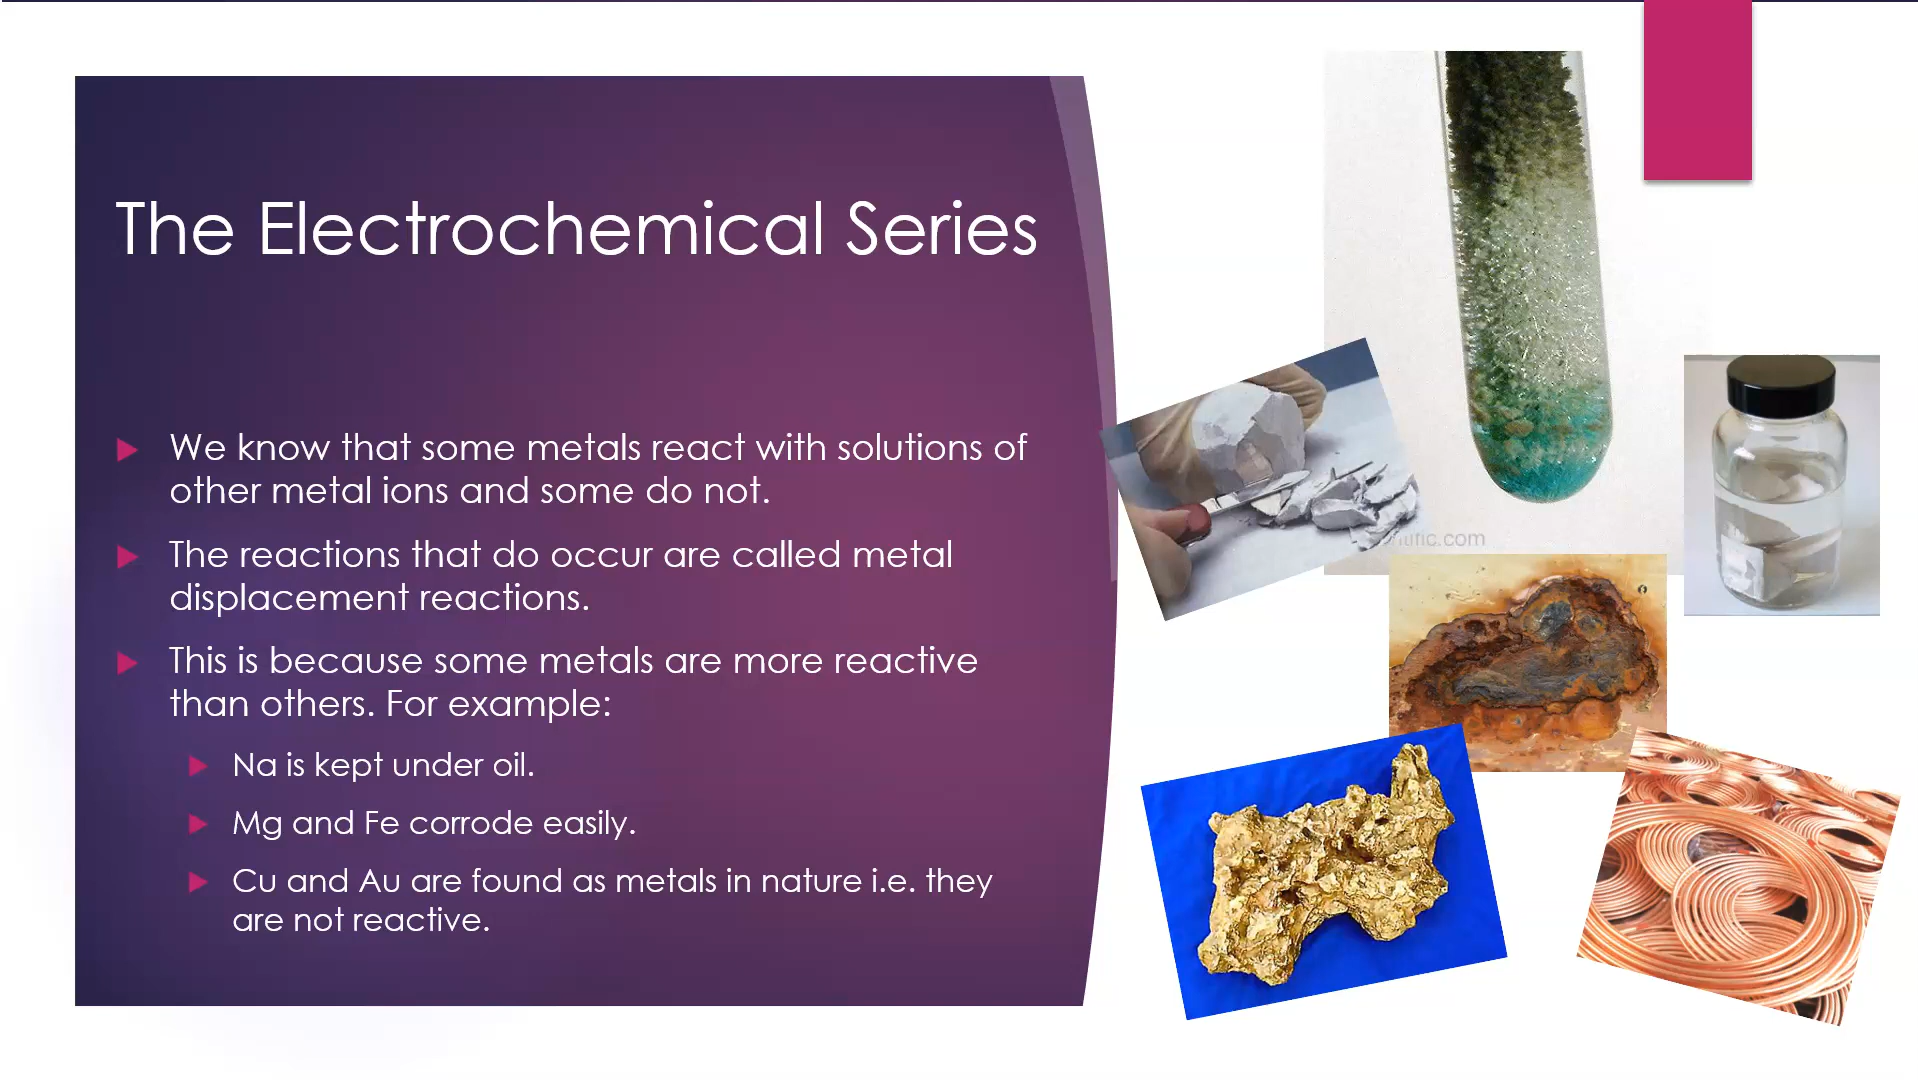 The Electrochemical Series
We know that some metals react with solutions of
other metal ions and some do not.
The reactions that do occur are called metal
displacement reactions.
This is because some metals are more reactive
than others. For example:
Na is kept under oil.
Mg and Fe corrode easily.
Cu and Au are found as metals in nature i.e. they
are not reactive.